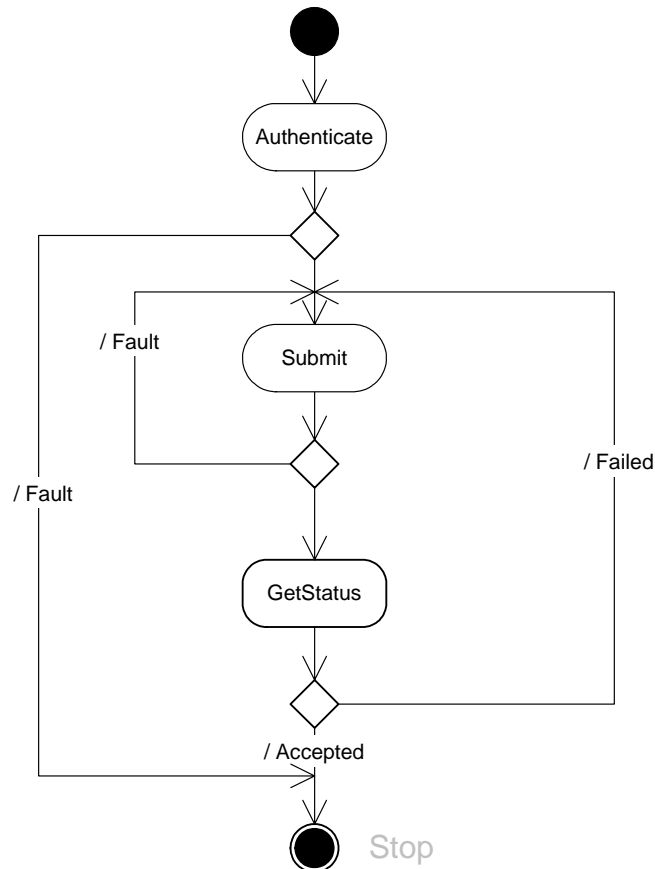 Authenticate
/ Fault
Submit
/ Failed
/ Fault
GetStatus
/ Accepted
Stop